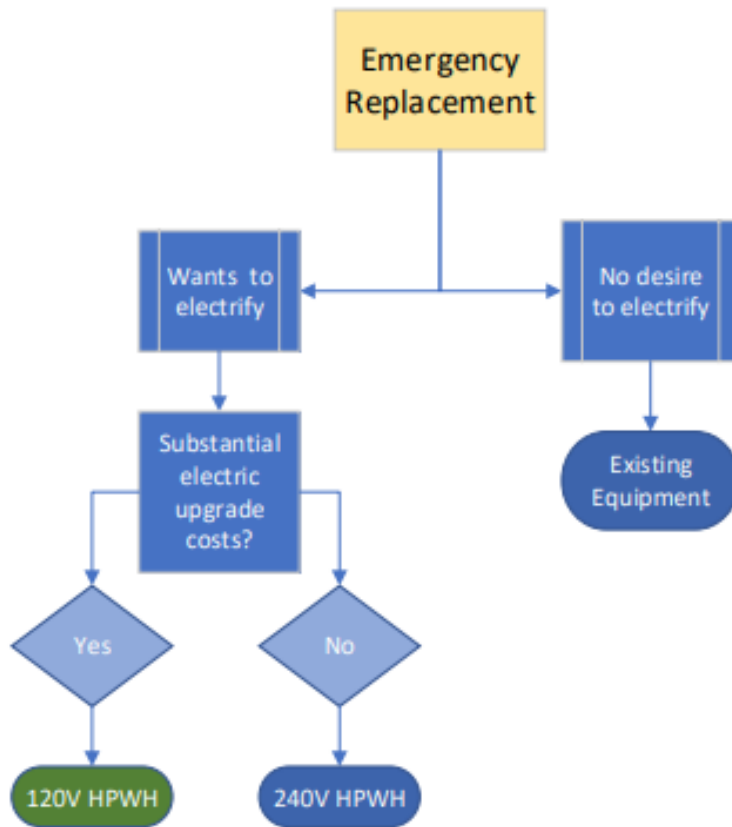 Emergency
Replacement
Wants to
electrify
No desire
to electrify
Substantial
electric
upgrade
costs?
Existing
Equipment
Yes
No
120V HPWH
240V HPWH